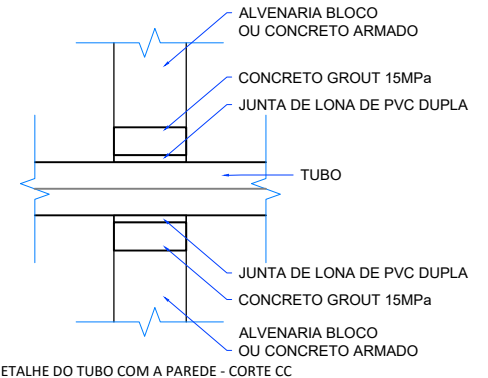 ALVENARIA BLOCO
OU CONCRETO ARMADO
CONCRETO GROUT 15MPa
JUNTA DE LONA DE PVC DUPLA
TUBO
JUNTA DE LONA DE PVC DUPLA
CONCRETO GROUT 15MPa
ALVENARIA BLOCO
OU CONCRETO ARMADO
ETALHE DO TUBO COM A PAREDE - CORTE CC